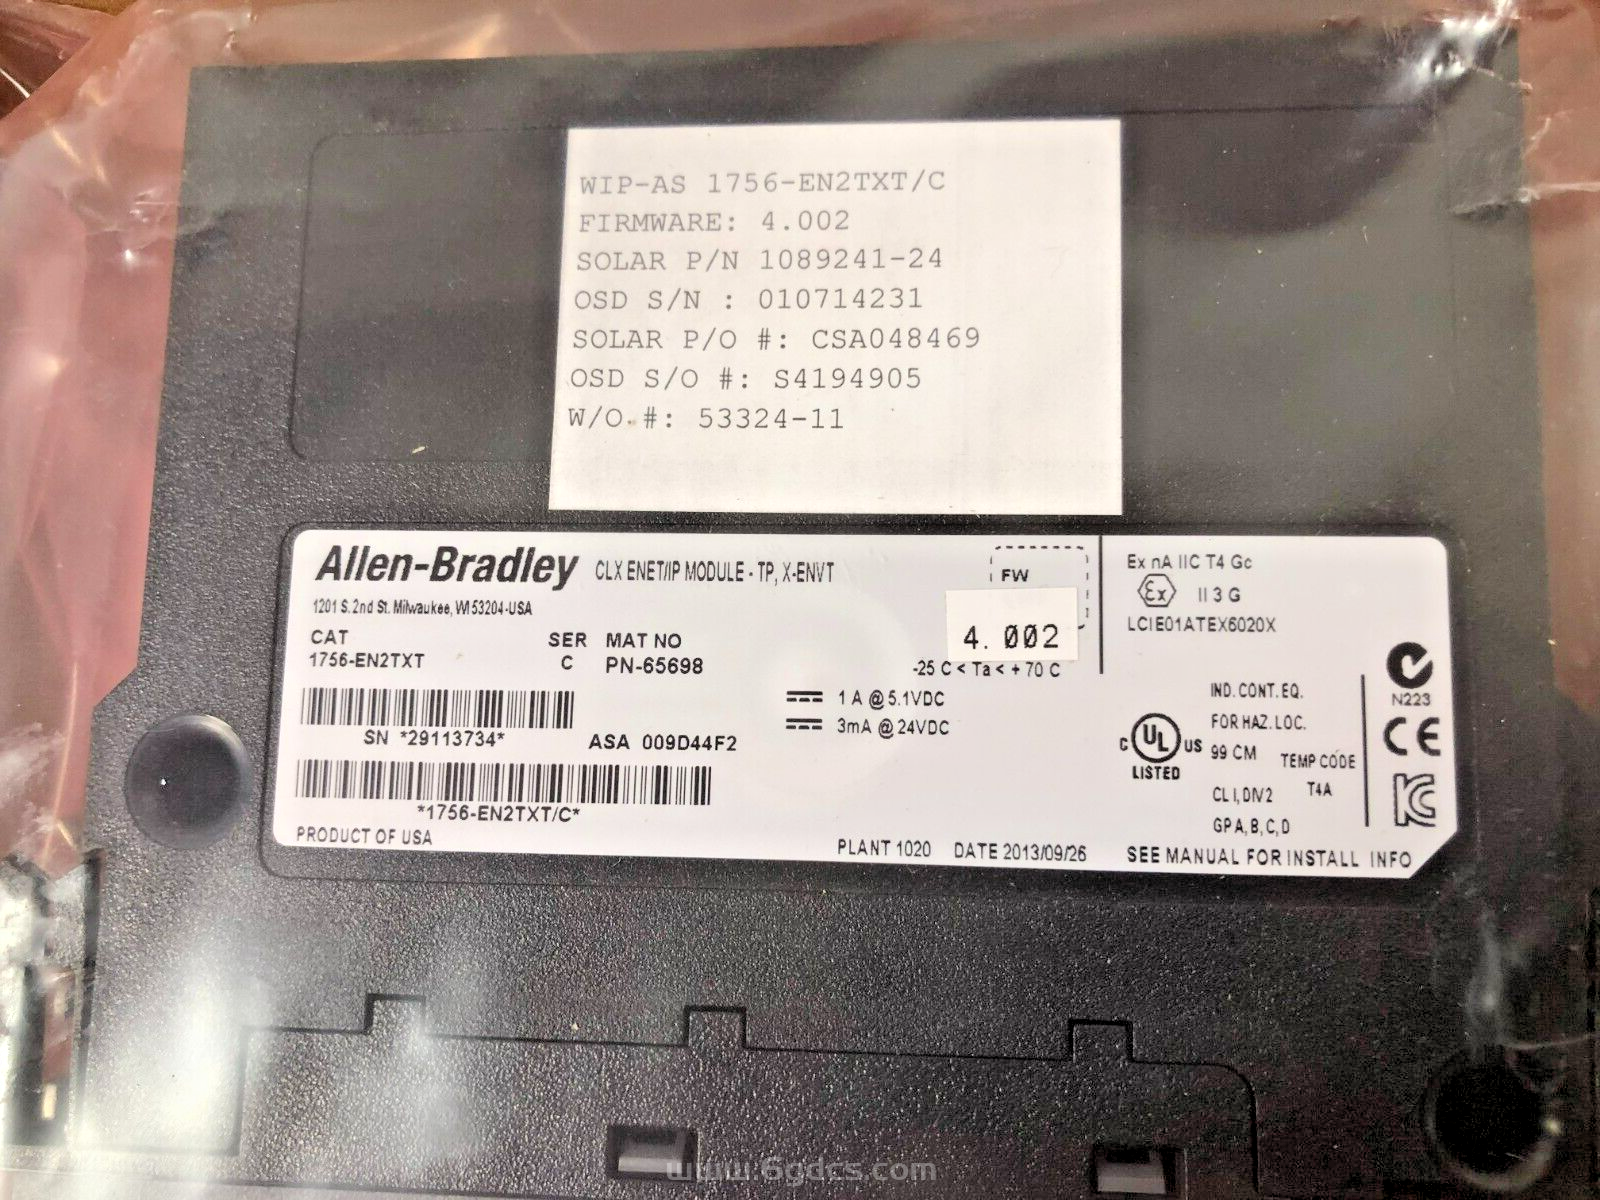 WIP-AS 1756-EN2TXT/C
FIRMWARE: 4.002
SOLAR P/N 1089241-24
OSD S/N : 010714231
SOLAR P/O #: CSA048469
OSD S/O #: S4194905
W/O #: 53324-11
Allen-Bradley CLX ENET/IP MODULE - TP, X-ENVT
1201 S. 2nd St. Milwaukee, WI 53204-USA
CAT SER MAT NO
1756-EN2TXT C PN-65698
SN *29113734*
ASA 009D44F2
*1756-EN2TXT/C*
PRODUCT OF USA
FW
4.002
-25 C < Ta < + 70 C
1 A @ 5.1VDC
3mA @ 24VDC
PLANT 1020 DATE 2013/09/26
Ex nA IIC T4 Gc
Ex II 3 G
LCIE01ATEX6020X
C UL US
LISTED
IND. CONT. EQ.
FOR HAZ. LOC.
99 CM TEMP CODE
CL I, DIV 2 T4A
GP A, B, C, D
N223
CE
KC
SEE MANUAL FOR INSTALL INFO
www.6gdcs.com